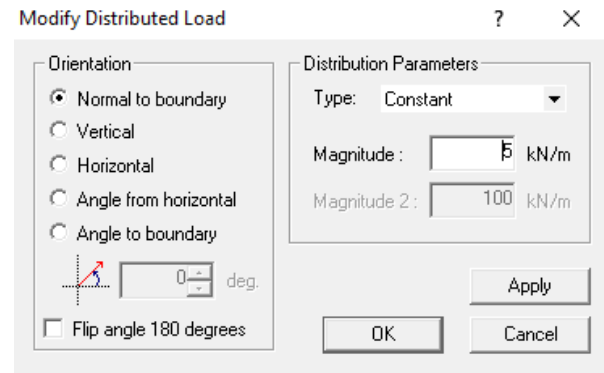 Modify Distributed Load ? ×
Orientation
Normal to boundary
Vertical
Horizontal
Angle from horizontal
Angle to boundary
0 deg.
Flip angle 180 degrees
Distribution Parameters
Type: Constant
Magnitude : 5 kN/m
Magnitude 2 : 100 kN/m
Apply
OK Cancel